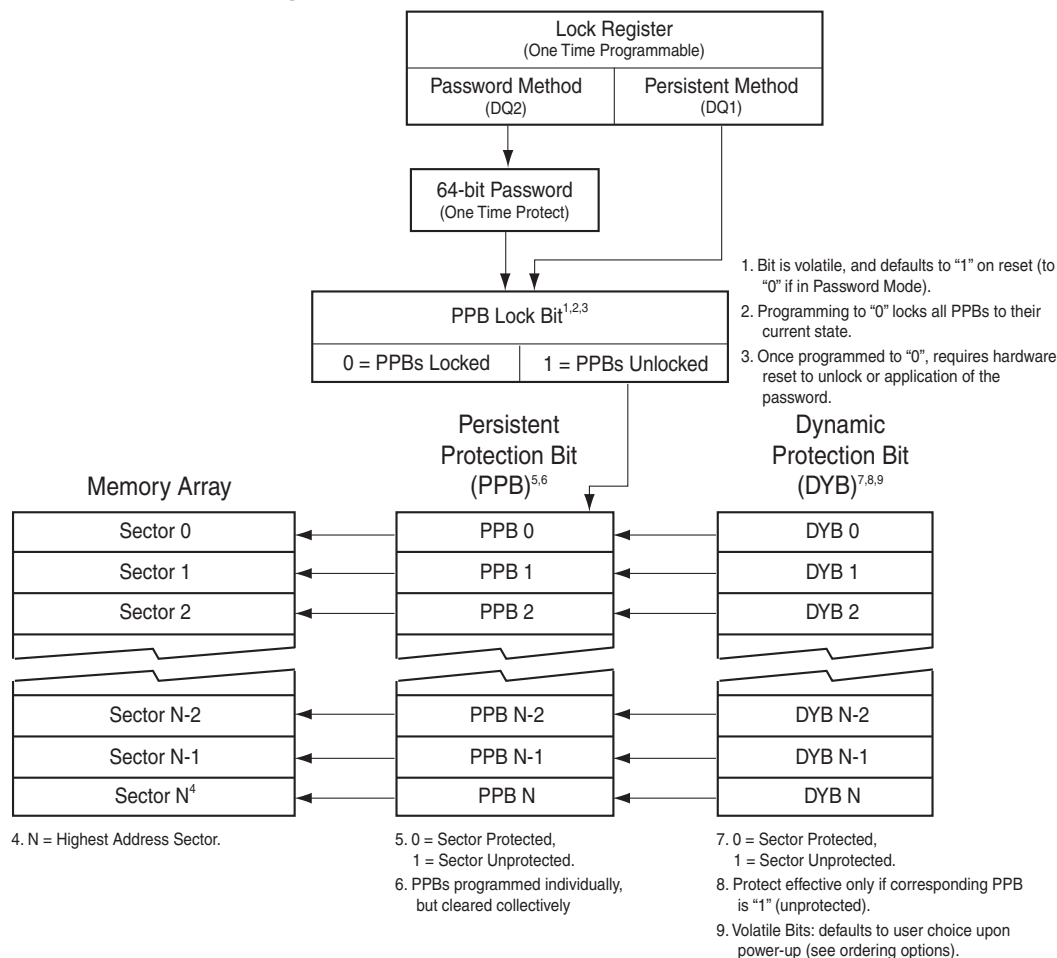 Lock Register
(One Time Programmable)
Password Method
(DQ2)
Persistent Method
(DQ1)
64-bit Password
(One Time Protect)
PPB Lock Bit1,2,3
0 = PPBs Locked
1 = PPBs Unlocked
1. Bit is volatile, and defaults to “1” on reset (to
“0” if in Password Mode).
2. Programming to “0” locks all PPBs to their
current state.
3. Once programmed to “0”, requires hardware
reset to unlock or application of the
password.
Memory Array
Sector 0
Sector 1
Sector 2
Sector N-2
Sector N-1
Sector N4
4. N = Highest Address Sector.
Persistent
Protection Bit
(PPB)5,6
PPB 0
PPB 1
PPB 2
PPB N-2
PPB N-1
PPB N
5. 0 = Sector Protected,
1 = Sector Unprotected.
6. PPBs programmed individually,
but cleared collectively
Dynamic
Protection Bit
(DYB)7,8,9
DYB 0
DYB 1
DYB 2
DYB N-2
DYB N-1
DYB N
7. 0 = Sector Protected,
1 = Sector Unprotected.
8. Protect effective only if corresponding PPB
is “1” (unprotected).
9. Volatile Bits: defaults to user choice upon
power-up (see ordering options).